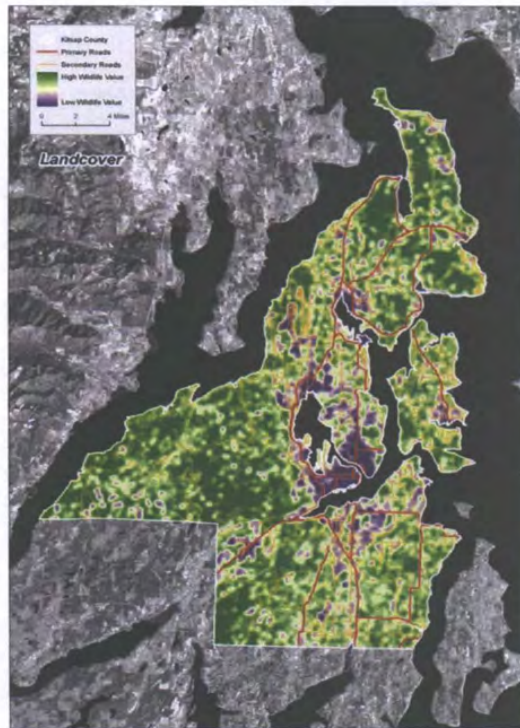 Kitsap County
Primary Roads
Secondary Roads
High Wildlife Value
Low Wildlife Value
0 2 4 Miles
Landcover